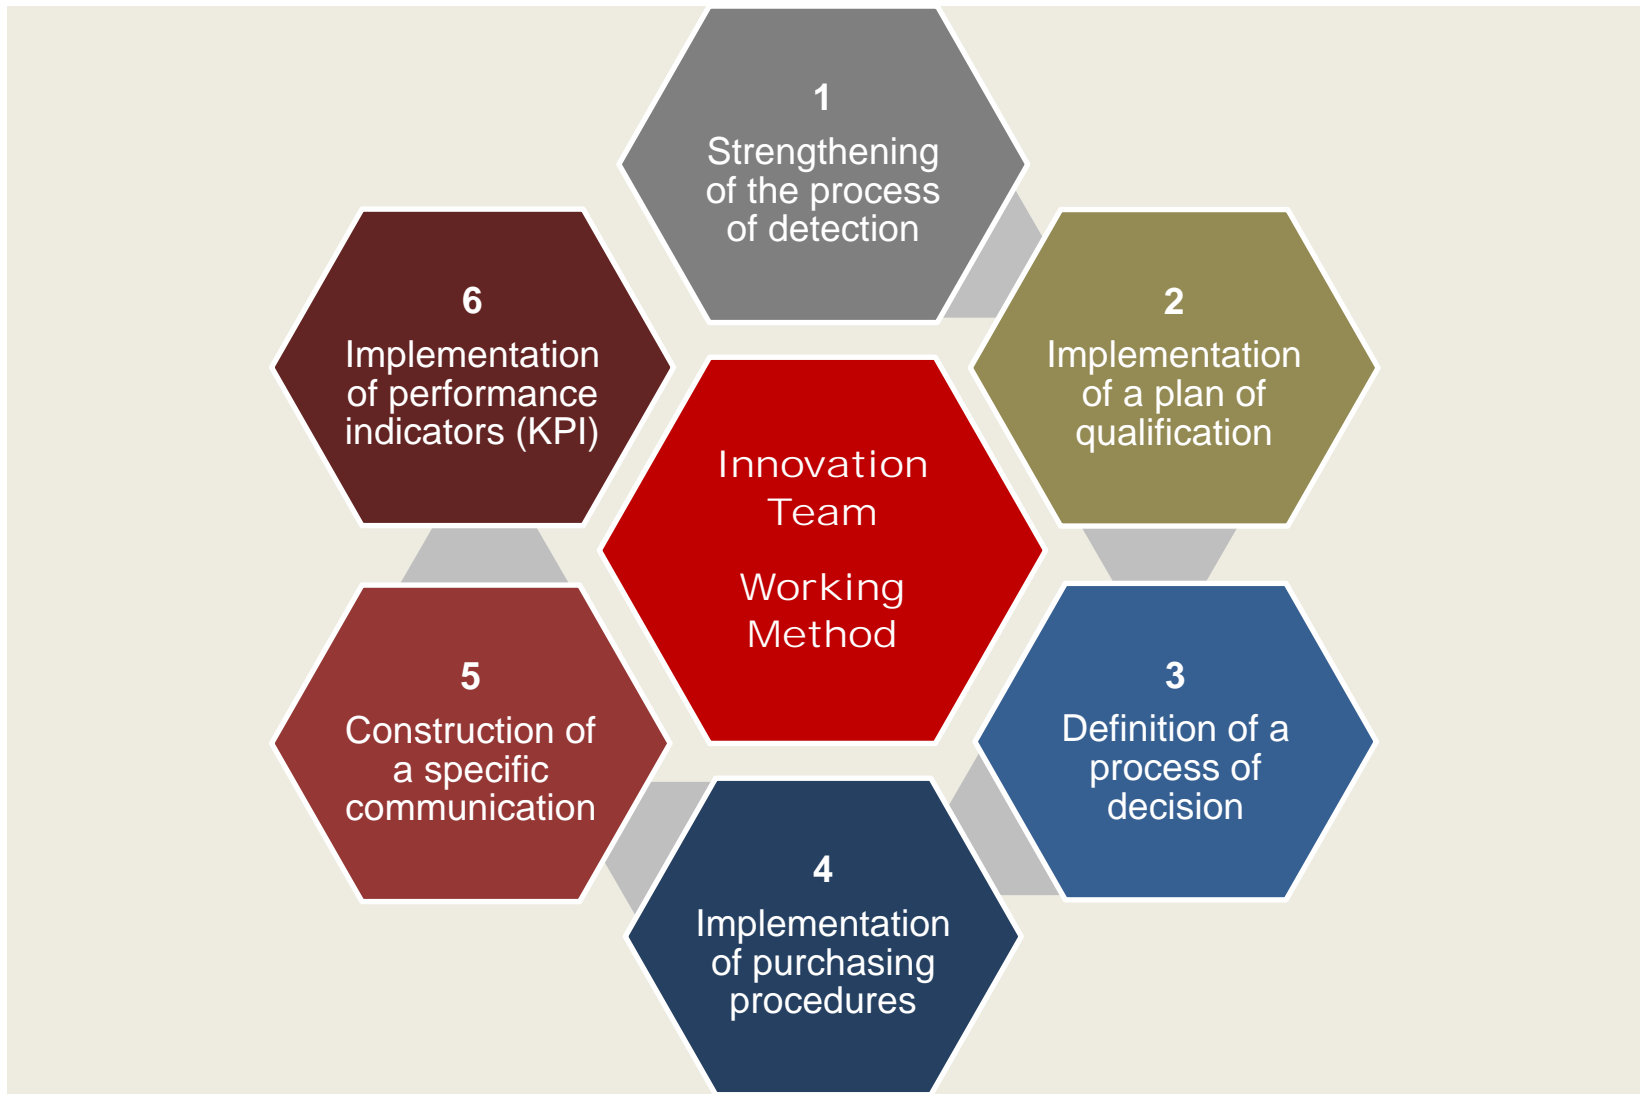 1
Strengthening
of the process
of detection
2
Implementation
of a plan of
qualification
3
Definition of a
process of
decision
4
Implementation
of purchasing
procedures
5
Construction of
a specific
communication
6
Implementation
of performance
indicators (KPI)
Innovation
Team
Working
Method